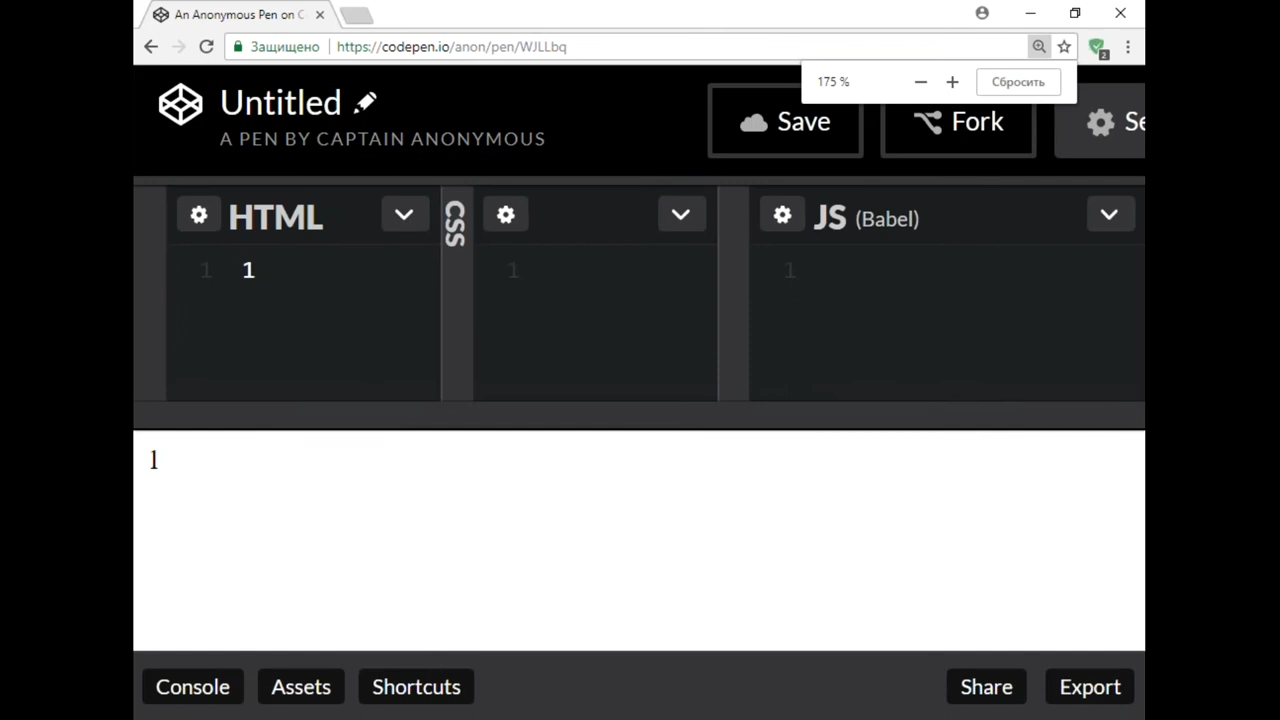 An Anonymous Pen on C
Защищено https://codepen.io/anon/pen/WJLLbq
2
175 % Сбросить
Untitled
A PEN BY CAPTAIN ANONYMOUS
Save Fork Se
HTML CSS JS (Babel)
1 1 1 1
1
Console Assets Shortcuts Share Export